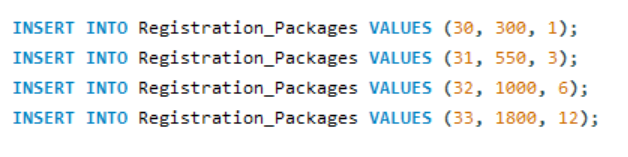 INSERT INTO Registration_Packages VALUES (30, 300, 1);
INSERT INTO Registration_Packages VALUES (31, 550, 3);
INSERT INTO Registration_Packages VALUES (32, 1000, 6);
INSERT INTO Registration_Packages VALUES (33, 1800, 12);